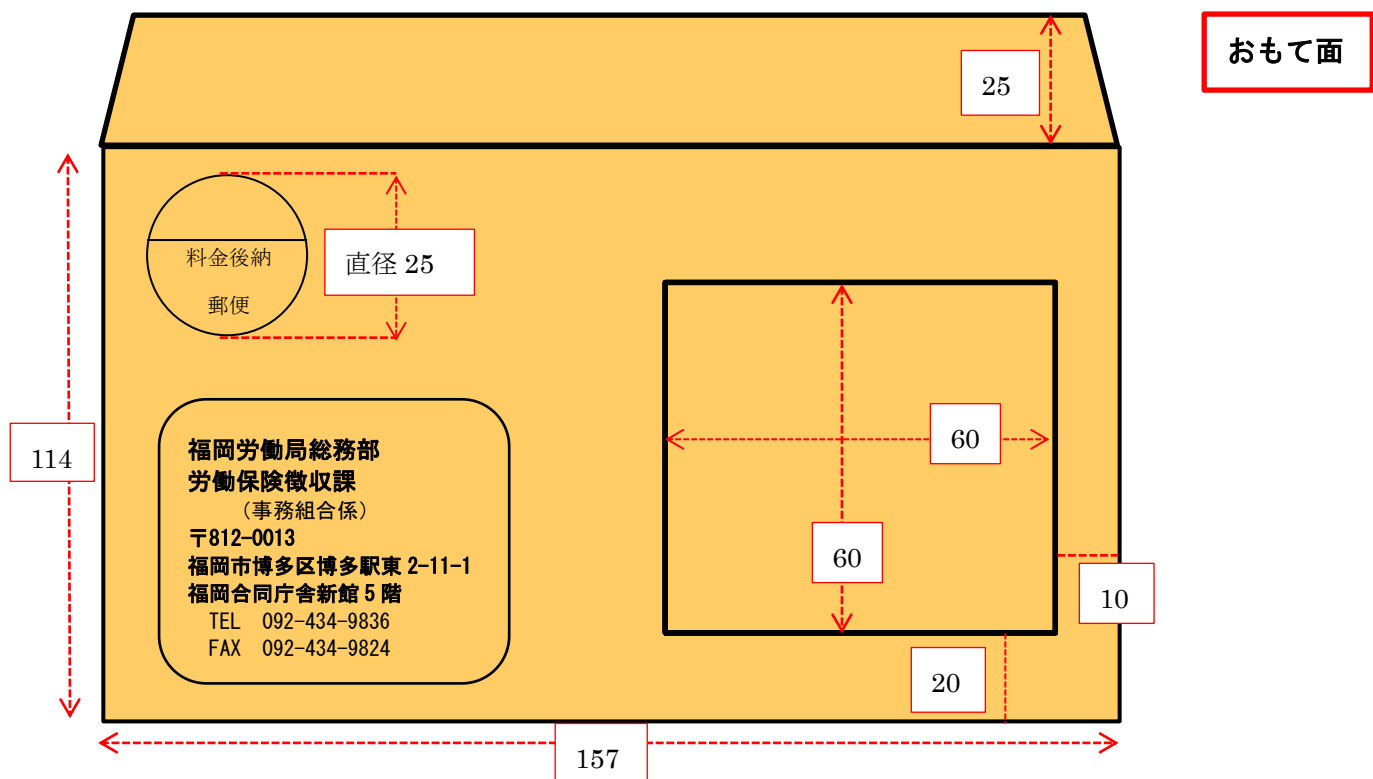 おもて面
25
料金後納
郵便
直径 25
114
福岡労働局総務部
労働保険徴収課
（事務組合係）
〒812-0013
福岡市博多区博多駅東 2-11-1
福岡合同庁舎新館 5 階
TEL 092-434-9836
FAX 092-434-9824
60
60
10
20
157